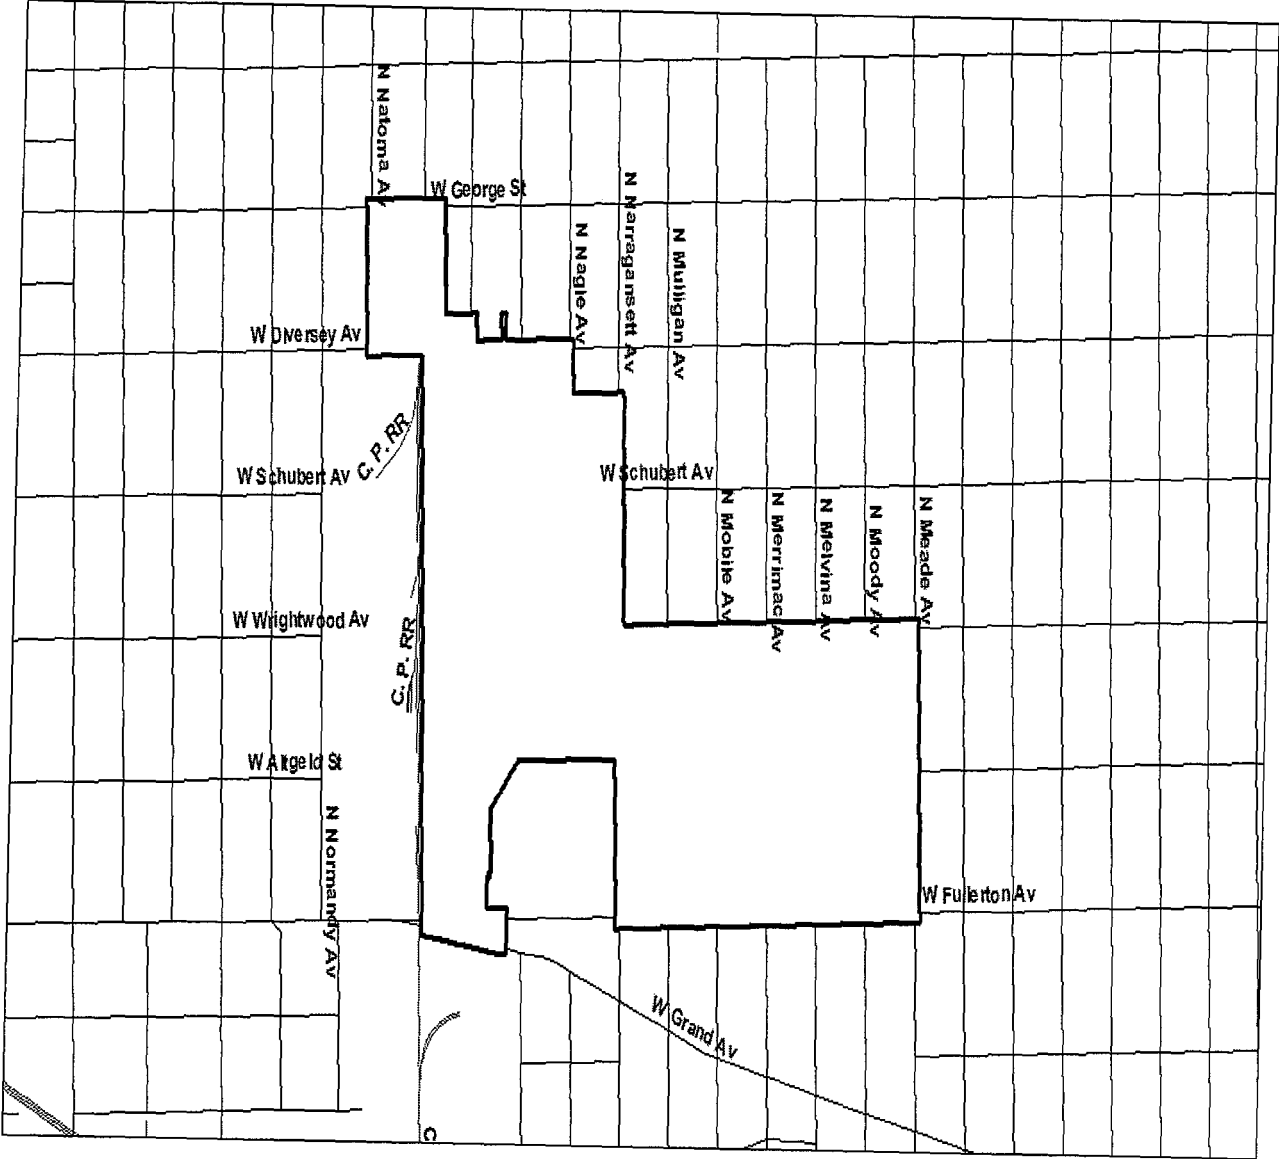 N Natoma Av
W George St
N Narragansett Av
N Nagle Av
N Mulligan Av
W Diversey Av
C. P. RR
W Schubert Av
W Schubert Av
N Mobile Av
N Merrimac Av
N Melvina Av
N Moody Av
N Meade Av
W Wrightwood Av
C. P. RR
W Altgeld St
N Normandy Av
W Fullerton Av
W Grand Av
C